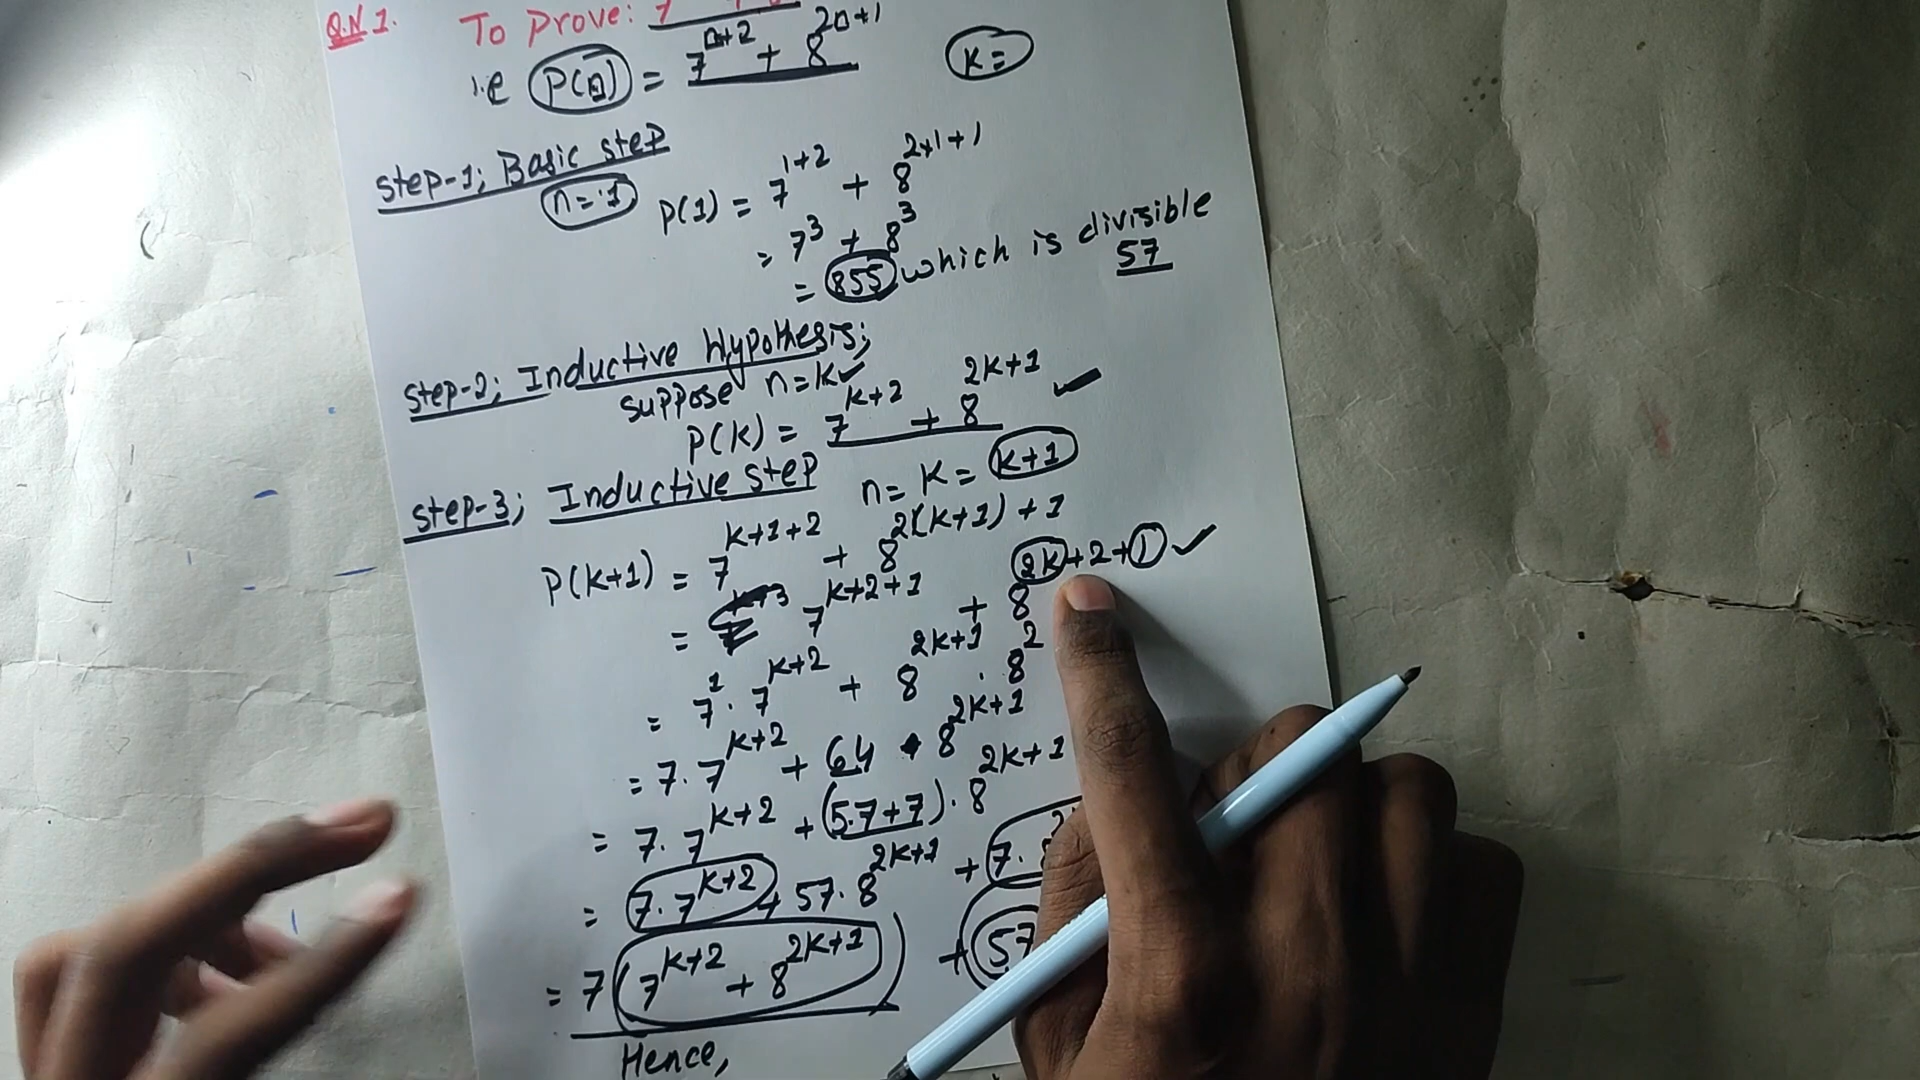 Q.N 1. To prove:
i.e P(n) = 7^n+2 + 8^2n+1
K=
step-1; Basic step
n=1 P(1) = 7^1+2 + 8^2*1+1
= 7^3 + 8^3
= 855 which is divisible
57
step-2; Inductive Hypothesis;
suppose n=k✓
P(k) = 7^k+2 + 8^2k+1 ✓
step-3; Inductive step n= k = k+1
P(k+1) = 7^k+1+2 + 8^2(k+1)+1
= 7^k+2+1 + 8^2k+2+1 ✓
= 7^1 . 7^k+2 + 8^2k+1 . 8^2
= 7.7^k+2 + 64 . 8^2k+1
= 7.7^k+2 + (57+7). 8^2k+1
= 7.7^k+2 + 57. 8^2k+1 + 7.
= 7(7^k+2 + 8^2k+1) + 57
Hence,